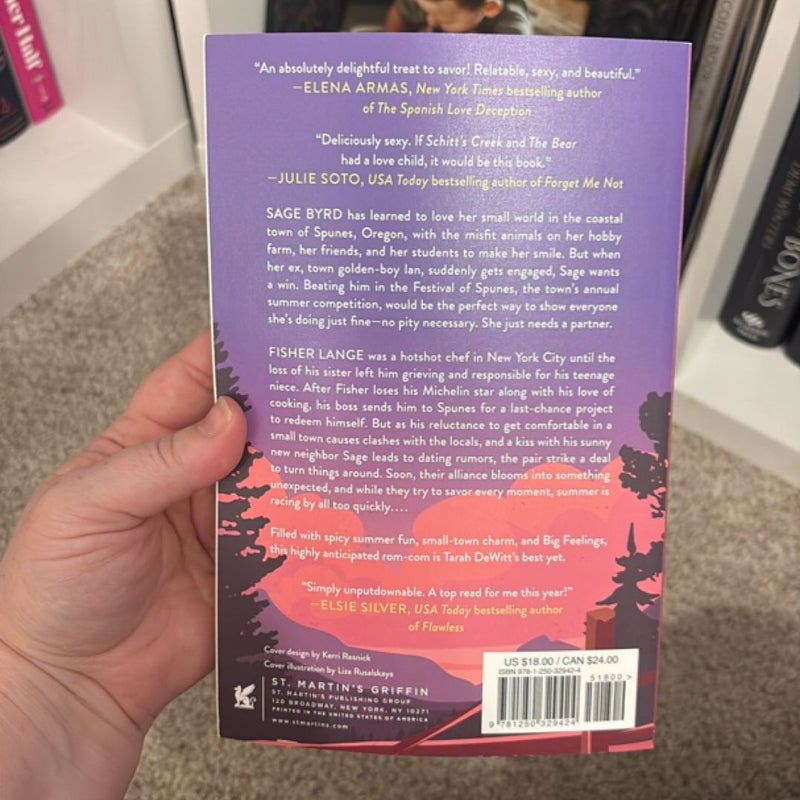 “An absolutely delightful treat to savor! Relatable, sexy, and beautiful.”
—ELENA ARMAS, New York Times bestselling author
of The Spanish Love Deception
“Deliciously sexy. If Schitt’s Creek and The Bear
had a love child, it would be this book.”
—JULIE SOTO, USA Today bestselling author of Forget Me Not
SAGE BYRD has learned to love her small world in the coastal
town of Spunes, Oregon, with the misfit animals on her hobby
farm, her friends, and her students to make her smile. But when
her ex, town golden-boy Ian, suddenly gets engaged, Sage wants
a win. Beating him in the Festival of Spunes, the town’s annual
summer competition, would be the perfect way to show everyone
she’s doing just fine—no pity necessary. She just needs a partner.
FISHER LANGE was a hotshot chef in New York City until the
loss of his sister left him grieving and responsible for his teenage
niece. After Fisher loses his Michelin star along with his love of
cooking, his boss sends him to Spunes for a last-chance project
to redeem himself. But as his reluctance to get comfortable in a
small town causes clashes with the locals, and a kiss with his sunny
new neighbor Sage leads to dating rumors, the pair strike a deal
to turn things around. Soon, their alliance blooms into something
unexpected, and while they try to savor every moment, summer is
racing by all too quickly....
Filled with spicy summer fun, small-town charm, and Big Feelings,
this highly anticipated rom-com is Tarah DeWitt’s best yet.
“Simply unputdownable. A top read for me this year!”
—ELSIE SILVER, USA Today bestselling author
of Flawless
Cover design by Kerri Resnick
Cover illustration by Liza Rusalskaya
ST. MARTIN’S GRIFFIN
ST. MARTIN’S PUBLISHING GROUP
120 BROADWAY, NEW YORK, NY 10271
PRINTED IN THE UNITED STATES OF AMERICA
www.stmartins.com
US $18.00 / CAN $24.00
ISBN 978-1-250-32942-4
51800 >
9 781250 329424
er Half
BONES